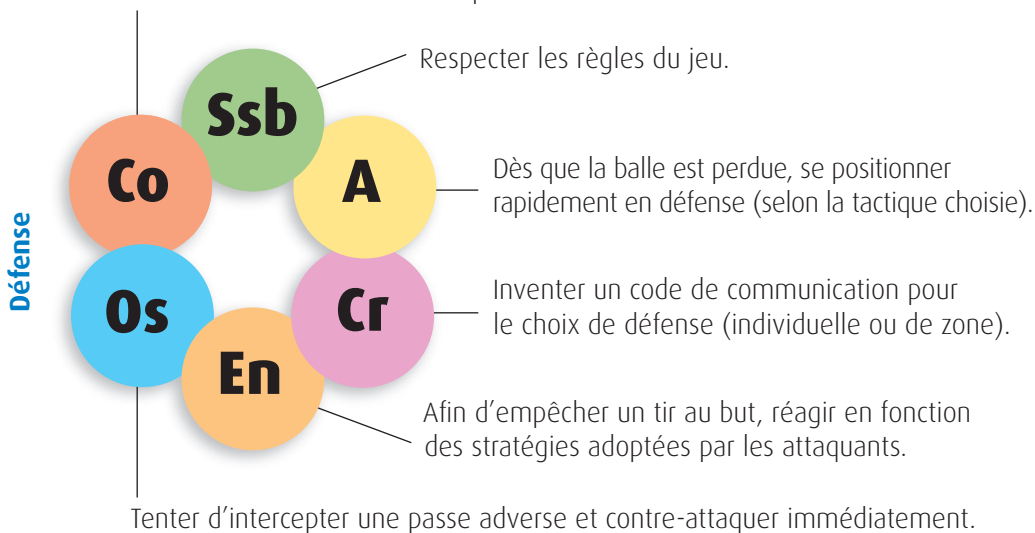 Respecter les règles du jeu.
Ssb
Co
A
Dès que la balle est perdue, se positionner
rapidement en défense (selon la tactique choisie).
Défense
Os
Cr
Inventer un code de communication pour
le choix de défense (individuelle ou de zone).
En
Afin d’empêcher un tir au but, réagir en fonction
des stratégies adoptées par les attaquants.
Tenter d’intercepter une passe adverse et contre-attaquer immédiatement.